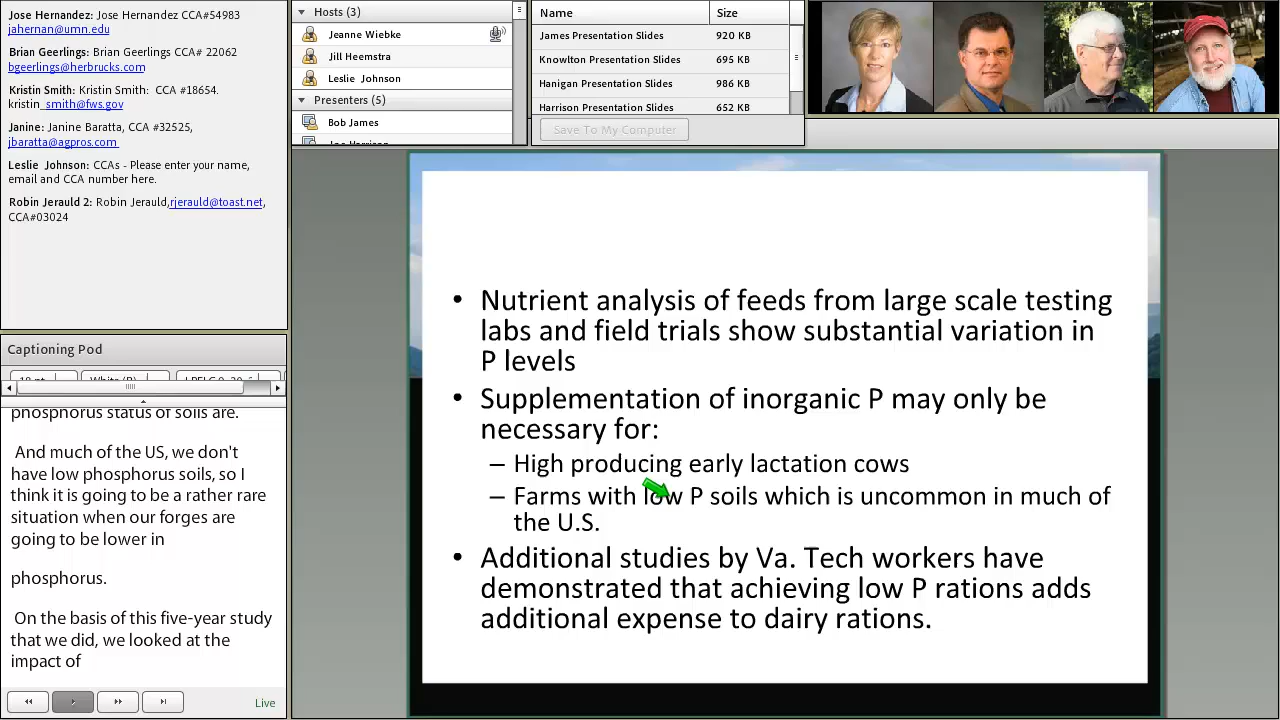 Jose Hernandez: Jose Hernandez CCA#54983
jahernan@umn.edu
Brian Geerlings: Brian Geerlings CCA# 22062
bgeerlings@herbrucks.com
Kristin Smith: Kristin Smith: CCA #18654.
kristin_smith@fws.gov
Janine: Janine Baratta, CCA #32525,
jbaratta@agpros.com
Leslie Johnson: CCAs - Please enter your name,
email and CCA number here.
Robin Jerauld 2: Robin Jerauld,rjerauld@toast.net,
CCA#03024
Captioning Pod
phosphorus status of soils are.
And much of the US, we don't
have low phosphorus soils, so I
think it is going to be a rather rare
situation when our forges are
going to be lower in
phosphorus.
On the basis of this five-year study
that we did, we looked at the
impact of
Live
Hosts (3)
Jeanne Wiebke
Jill Heemstra
Leslie Johnson
Presenters (5)
Bob James
Name Size
James Presentation Slides 920 KB
Knowlton Presentation Slides 695 KB
Hanigan Presentation Slides 986 KB
Harrison Presentation Slides 652 KB
Save To My Computer
• Nutrient analysis of feeds from large scale testing
labs and field trials show substantial variation in
P levels
• Supplementation of inorganic P may only be
necessary for:
– High producing early lactation cows
– Farms with low P soils which is uncommon in much of
the U.S.
• Additional studies by Va. Tech workers have
demonstrated that achieving low P rations adds
additional expense to dairy rations.